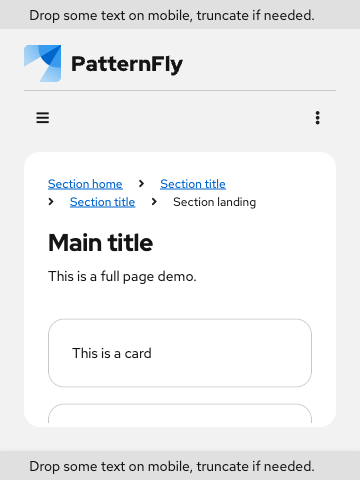 Drop some text on mobile, truncate if needed.
PatternFly
Section home > Section title
> Section title > Section landing
Main title
This is a full page demo.
This is a card
Drop some text on mobile, truncate if needed.